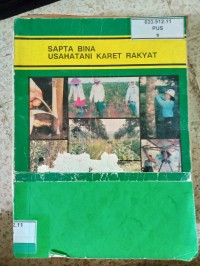 633.912.11
PUS
s
SAPTA BINA
USAHATANI KARET RAKYAT